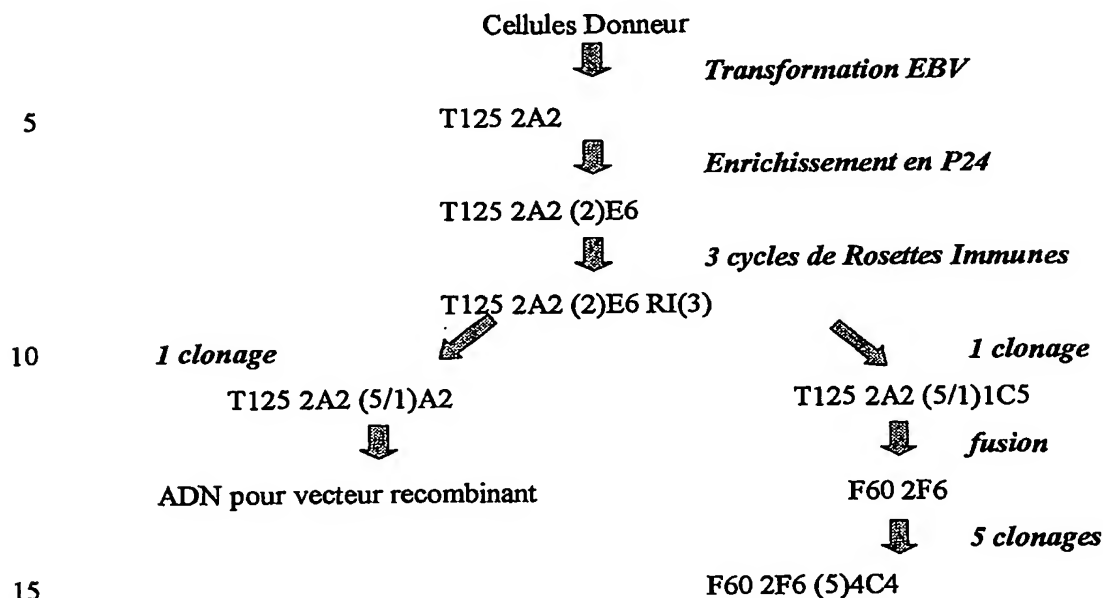 Cellules Donneur
Transformation EBV
5 T125 2A2
Enrichissement en P24
T125 2A2 (2)E6
3 cycles de Rosettes Immunes
T125 2A2 (2)E6 RI(3)
10 1 clonage 1 clonage
T125 2A2 (5/1)A2 T125 2A2 (5/1)1C5
fusion
ADN pour vecteur recombinant F60 2F6
5 clonages
15 F60 2F6 (5)4C4